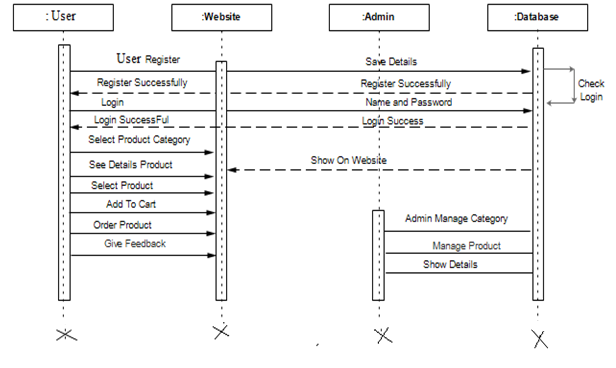 : User
:Website
:Admin
:Database
User Register
Save Details
Register Successfully
Register Successfully
Check
Login
Login
Name and Password
Login SuccessFul
Login Success
Select Product Category
Show On Website
See Details Product
Select Product
Add To Cart
Admin Manage Category
Order Product
Give Feedback
Manage Product
Show Details